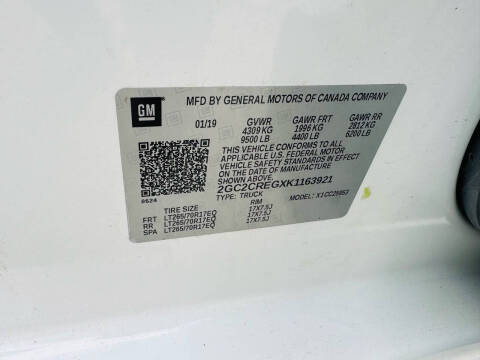 GM
MFD BY GENERAL MOTORS OF CANADA COMPANY
01/19 GVWR GAWR FRT GAWR RR
4309 KG 1996 KG 2812 KG
9500 LB 4400 LB 6200 LB
THIS VEHICLE CONFORMS TO ALL APPLICABLE U.S.
FEDERAL MOTOR VEHICLE
SAFETY STANDARDS IN EFFECT ON THE DATE OF MANUFACTURE
SHOWN ABOVE.
2GC2CREGXK1163921
TYPE: TRUCK MODEL:
8624
TIRE SIZE RIM
FRT LT265/70R17EQ 17X7.5J
RR LT265/70R17EQ 17X7.5J
SPA LT265/70R17EQ 17X7.5J